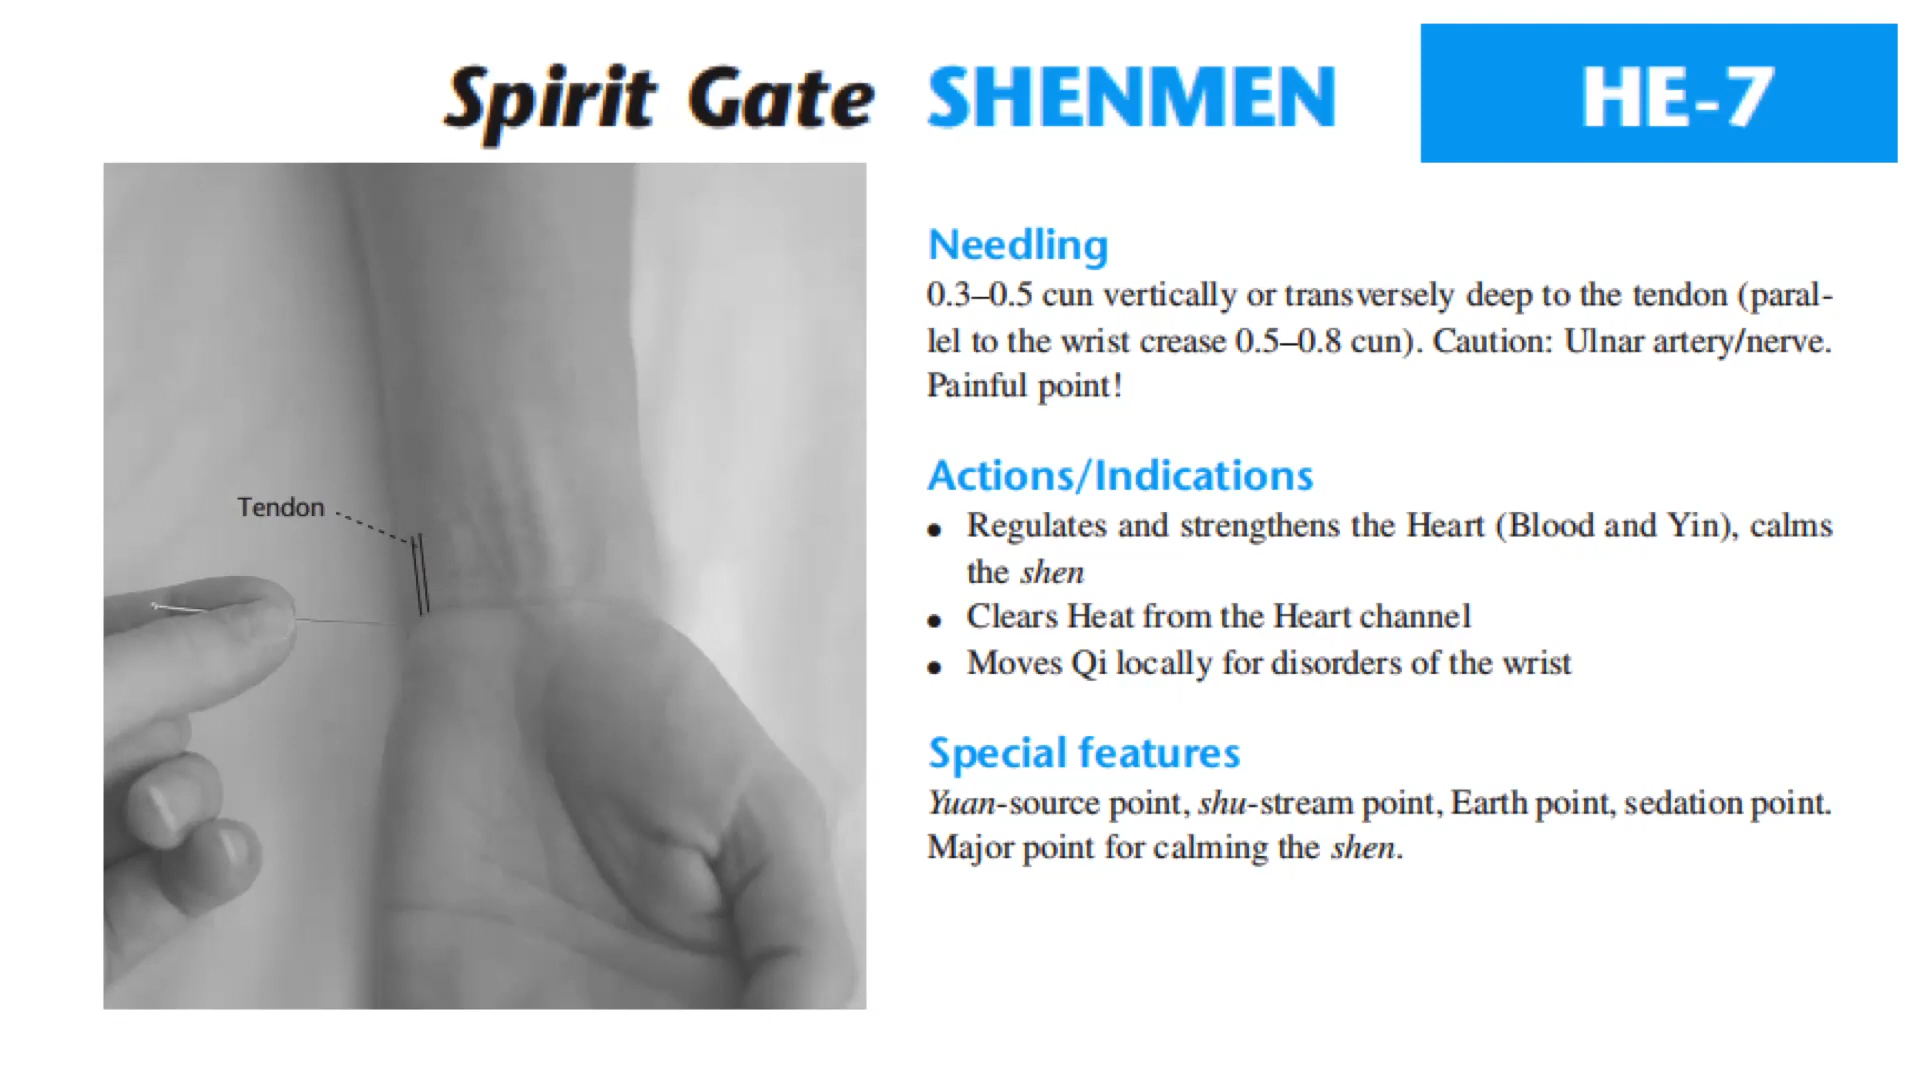 Spirit Gate SHENMEN HE-7
Tendon
Needling
0.3–0.5 cun vertically or transversely deep to the tendon (paral-
lel to the wrist crease 0.5–0.8 cun). Caution: Ulnar artery/nerve.
Painful point!
Actions/Indications
• Regulates and strengthens the Heart (Blood and Yin), calms
the shen
• Clears Heat from the Heart channel
• Moves Qi locally for disorders of the wrist
Special features
Yuan-source point, shu-stream point, Earth point, sedation point.
Major point for calming the shen.